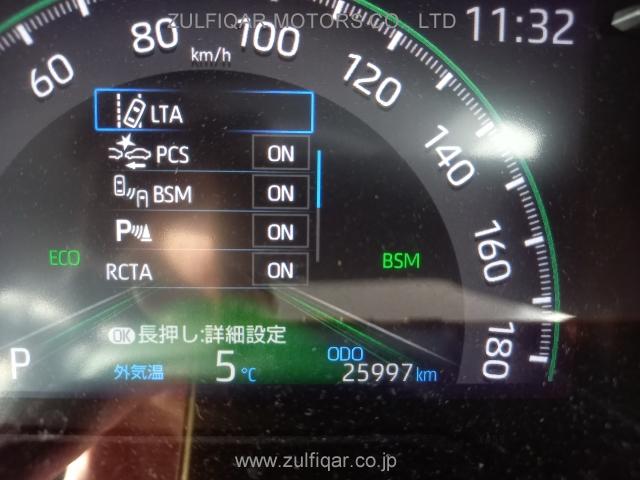 ZULFIQAR MOTORS CO., LTD
11:32
60
80
100
120
140
160
180
km/h
LTA
PCS ON
BSM ON
P ON
RCTA ON
ECO
BSM
OK 長押し:詳細設定
P
外気温 5℃
ODO
25997 km
www.zulfiqar.co.jp